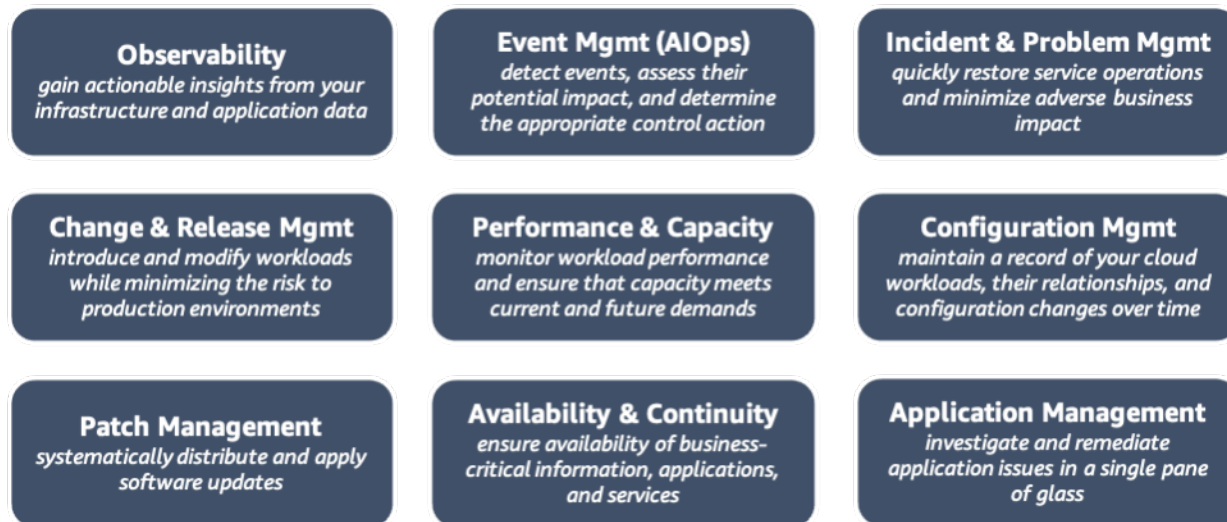 Observability
gain actionable insights from your
infrastructure and application data
Event Mgmt (AIOps)
detect events, assess their
potential impact, and determine
the appropriate control action
Incident & Problem Mgmt
quickly restore service operations
and minimize adverse business
impact
Change & Release Mgmt
introduce and modify workloads
while minimizing the risk to
production environments
Performance & Capacity
monitor workload performance
and ensure that capacity meets
current and future demands
Configuration Mgmt
maintain a record of your cloud
workloads, their relationships, and
configuration changes over time
Patch Management
systematically distribute and apply
software updates
Availability & Continuity
ensure availability of business-
critical information, applications,
and services
Application Management
investigate and remediate
application issues in a single pane
of glass